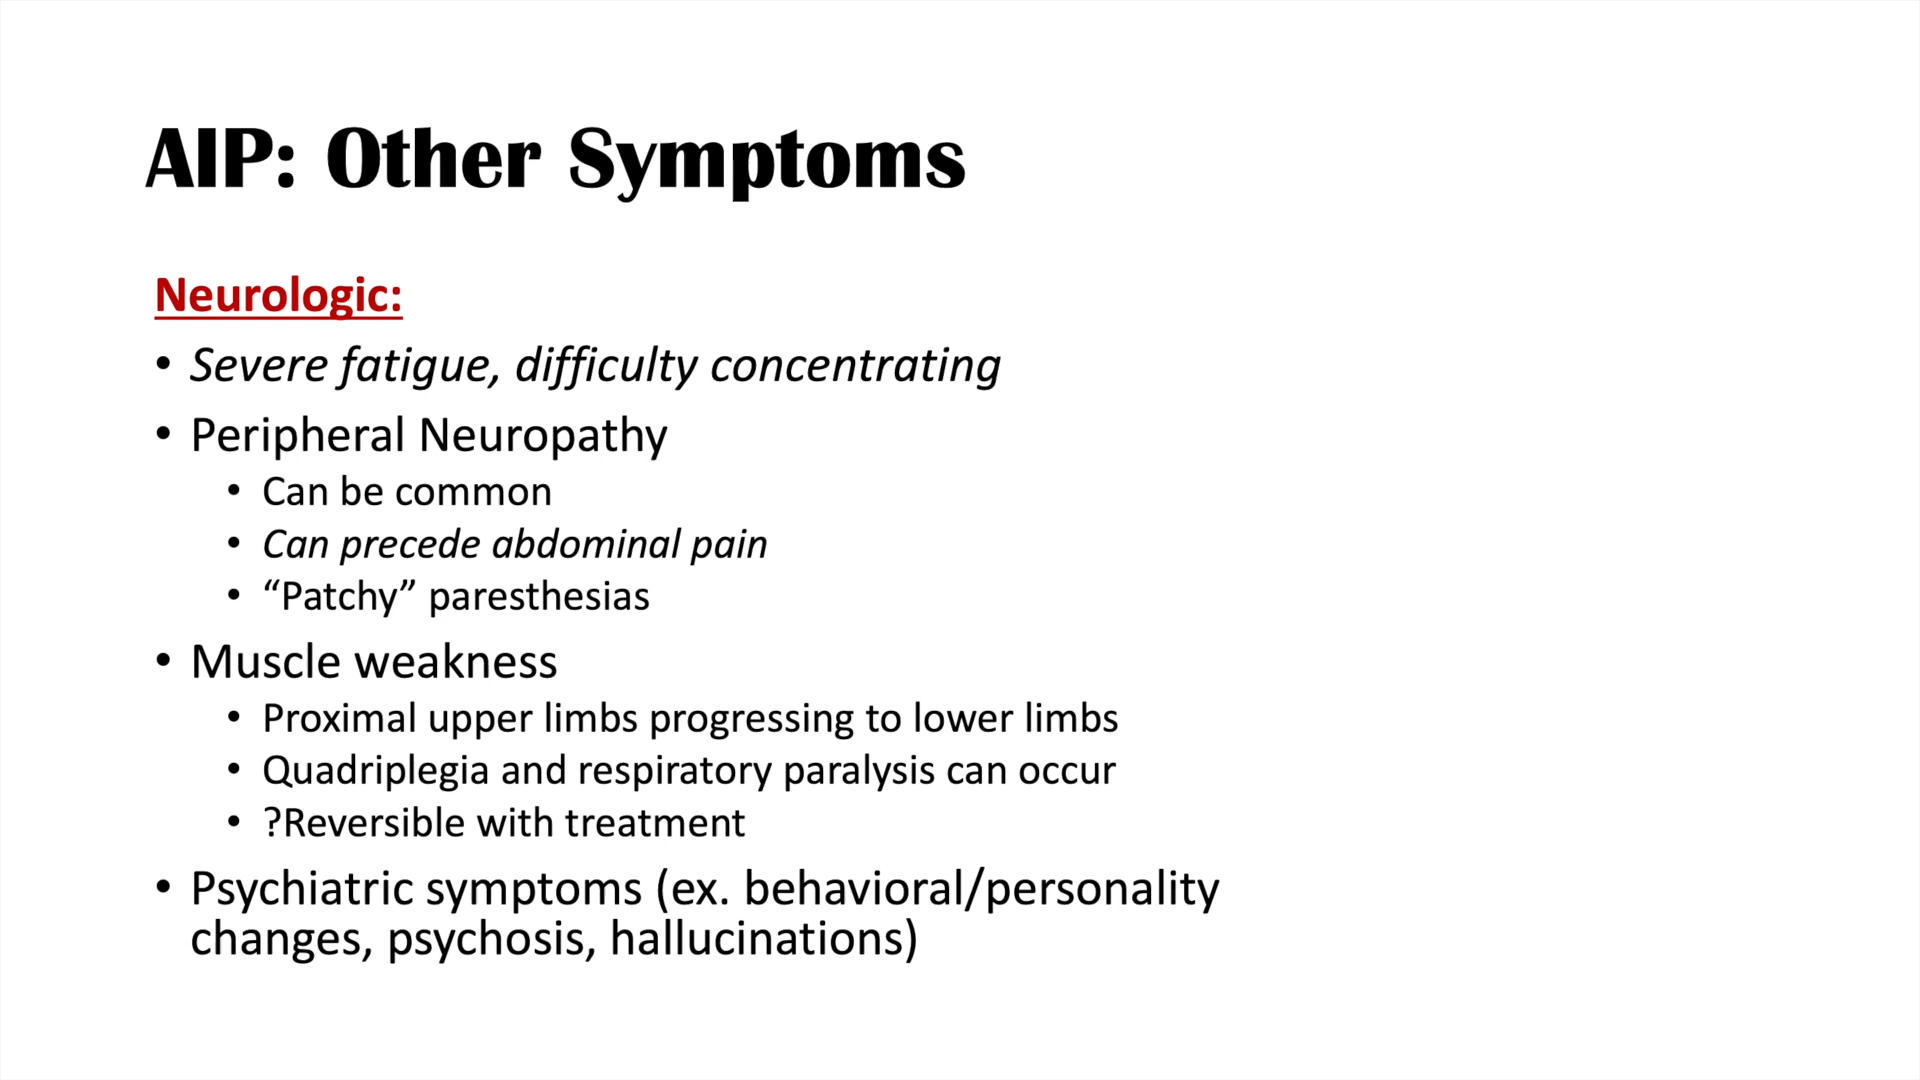 AIP: Other Symptoms
Neurologic:
• Severe fatigue, difficulty concentrating
• Peripheral Neuropathy
• Can be common
• Can precede abdominal pain
• “Patchy” paresthesias
• Muscle weakness
• Proximal upper limbs progressing to lower limbs
• Quadriplegia and respiratory paralysis can occur
• ?Reversible with treatment
• Psychiatric symptoms (ex. behavioral/personality
changes, psychosis, hallucinations)